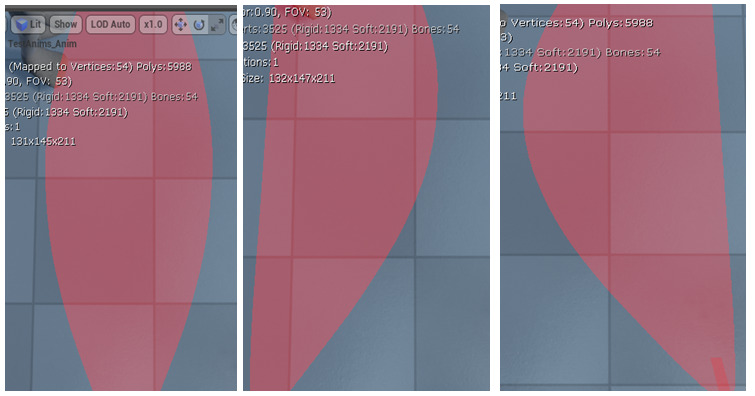 Lit Show LOD Auto x1.0
TestAnims_Anim
(Mapped to Vertices:54) Polys:5988
.90, FOV: 53)
3525 (Rigid:1334 Soft:2191) Bones:54
5 (Rigid:1334 Soft:2191)
s:1
131x145x211
or:0.90, FOV: 53)
erts:3525 (Rigid:1334 Soft:2191) Bones:54
3525 (Rigid:1334 Soft:2191)
tions:1
Size: 132x147x211
o Vertices:54) Polys:5988
3)
:1334 Soft:2191) Bones:54
34 Soft:2191)
211